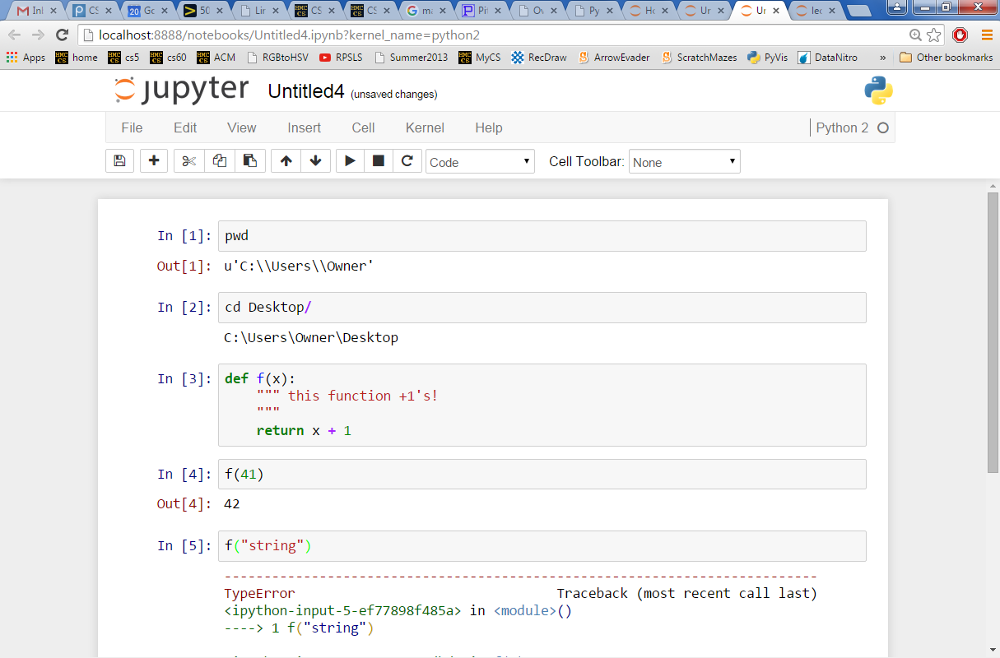 Inl CS Go 50 Lir CS CS ma Pit Ov Py Ho Ur Ur lec
localhost:8888/notebooks/Untitled4.ipynb?kernel_name=python2
Apps home cs5 cs60 ACM RGBtoHSV RPSLS Summer2013 MyCS RecDraw ArrowEvader ScratchMazes PyVis DataNitro » Other bookmarks
jupyter Untitled4 (unsaved changes)
File Edit View Insert Cell Kernel Help Python 2
Code Cell Toolbar: None
In [1]: pwd
Out[1]: u'C:\\Users\\Owner'
In [2]: cd Desktop/
C:\Users\Owner\Desktop
In [3]: def f(x):
""" this function +1's!
"""
return x + 1
In [4]: f(41)
Out[4]: 42
In [5]: f("string")
---------------------------------------------------------------------------
TypeError Traceback (most recent call last)
<ipython-input-5-ef77898f485a> in <module>()
----> 1 f("string")